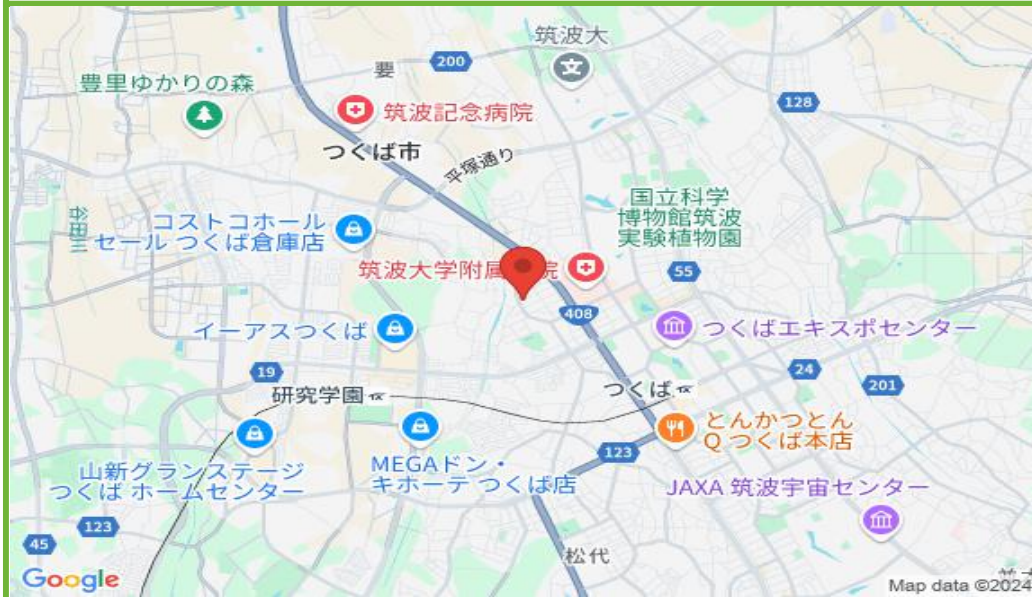 筑波大
200
要
豊里ゆかりの森
128
筑波記念病院
つくば市
平塚通り
国立科学
博物館筑波
実験植物園
谷田川
コストコホール
セール つくば倉庫店
筑波大学附属 院
55
408
イーアスつくば
つくばエキスポセンター
19
24
201
研究学園
つくば
とんかつとん
Q つくば本店
123
山新グランステージ
つくば ホームセンター
MEGAドン・
キホーテ つくば店
JAXA 筑波宇宙センター
123
45
松代
Google
Map data ©2024